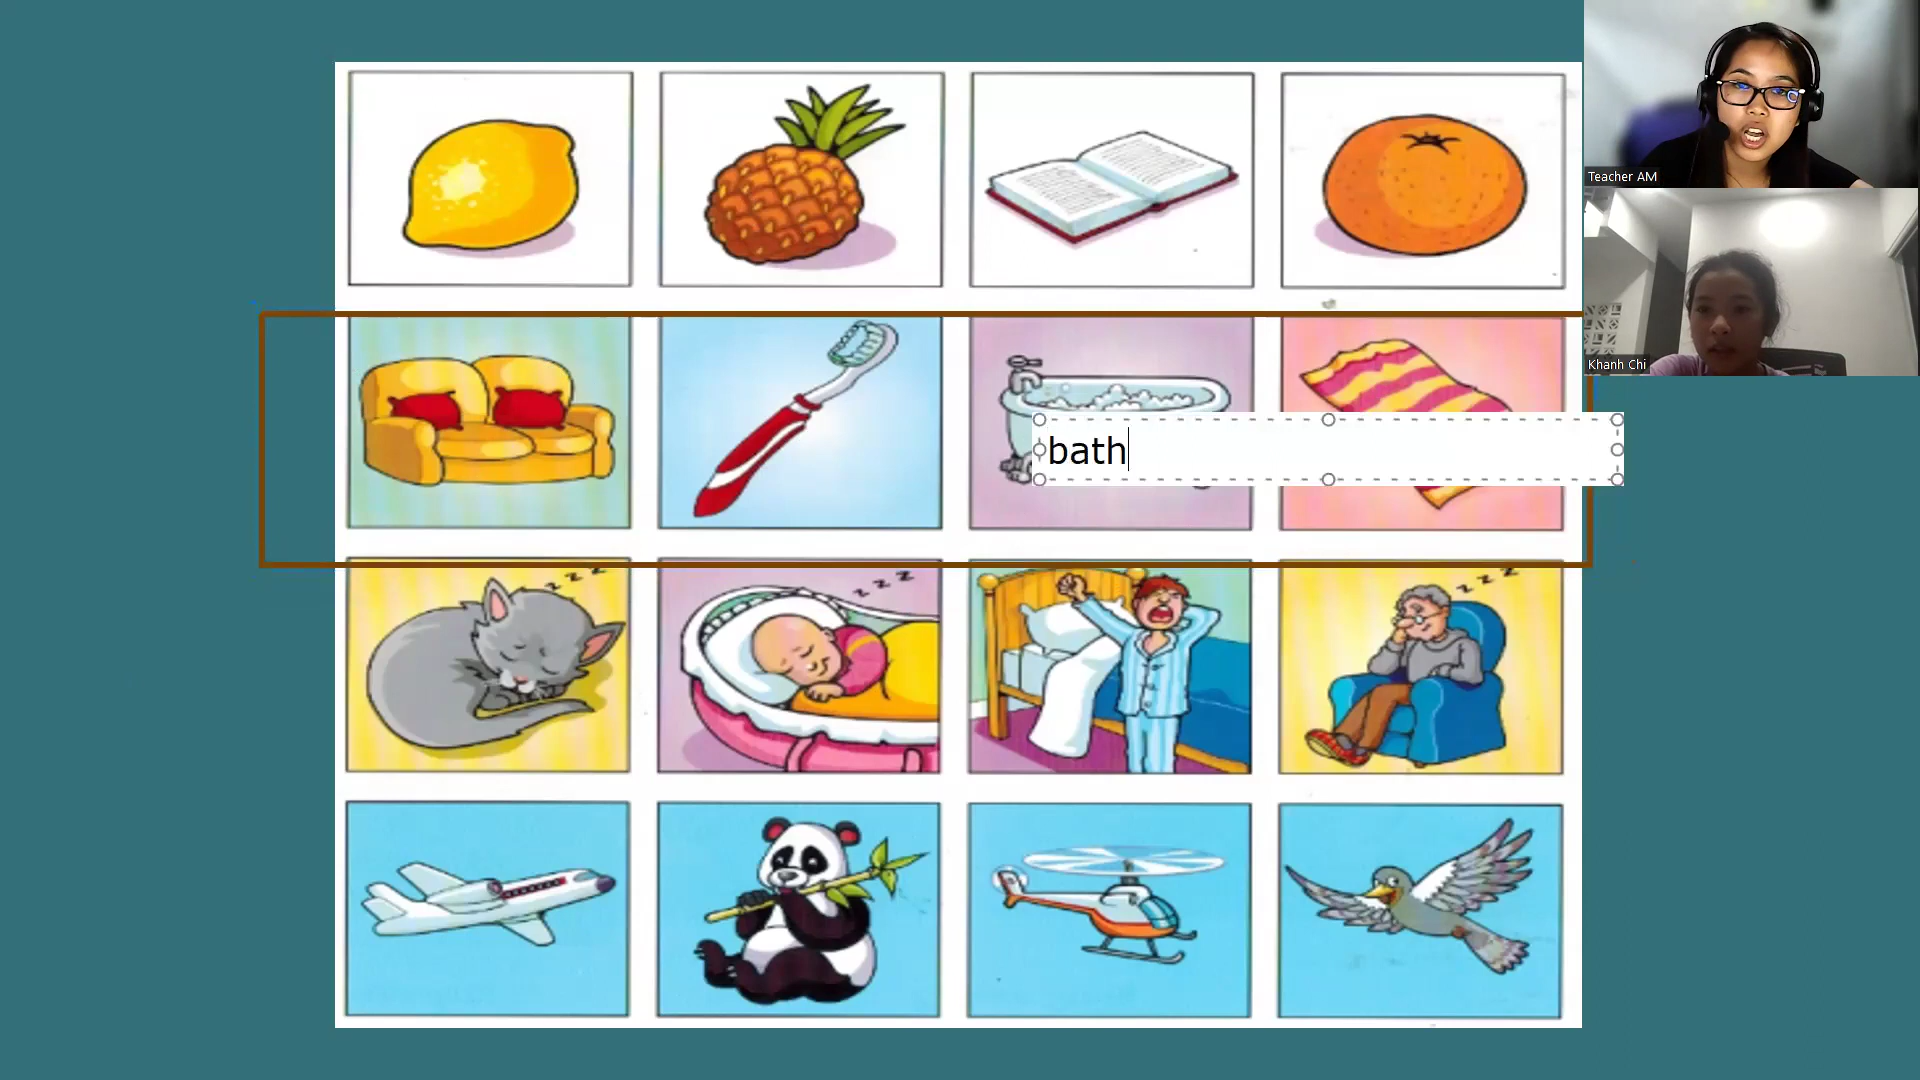 Teacher AM
Khanh Chi
bath
z z z z
z z z
z z z